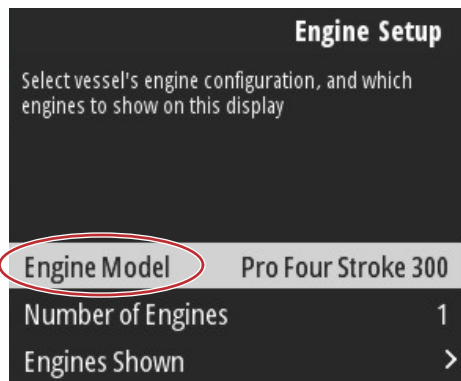 Engine Setup
Select vessel's engine configuration, and which
engines to show on this display
Engine Model Pro Four Stroke 300
Number of Engines 1
Engines Shown >